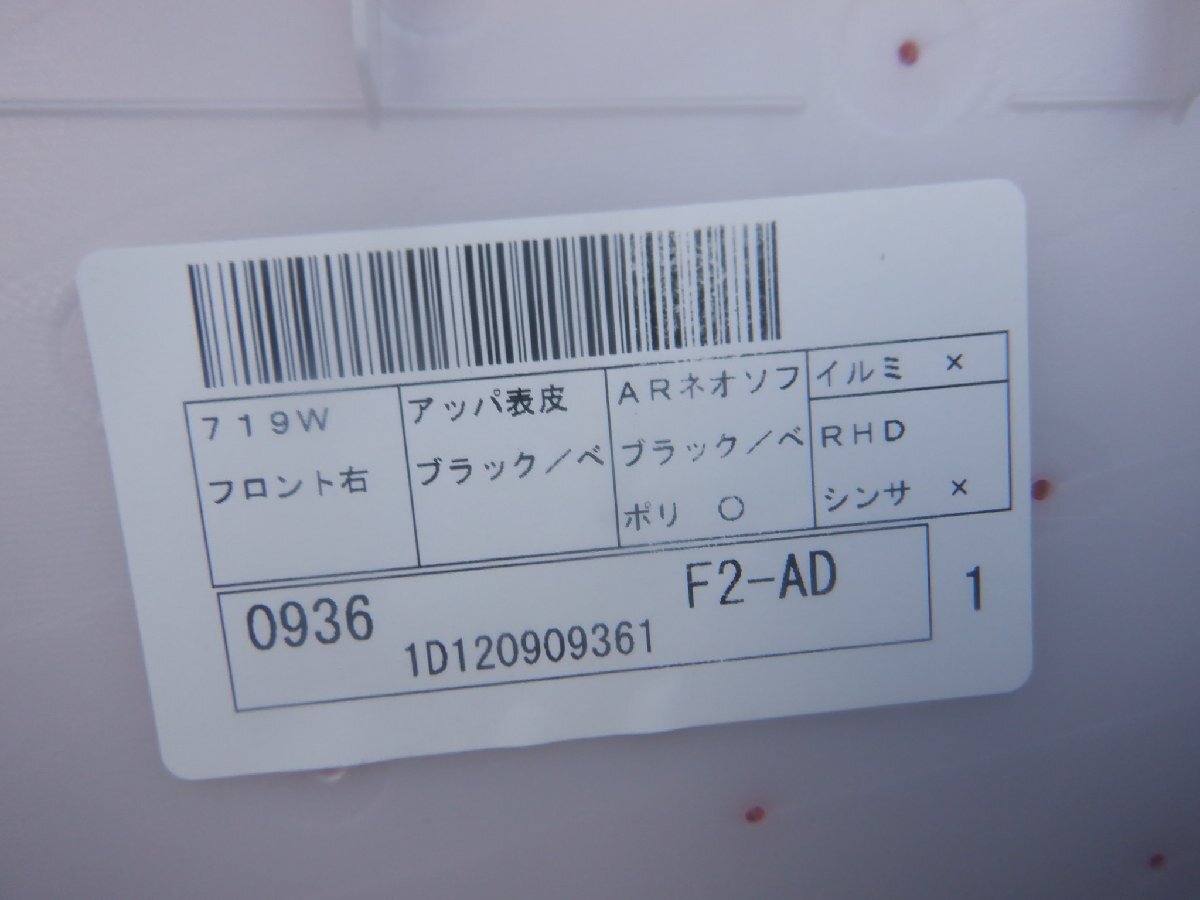 719W
フロント右
アッパ表皮
ブラック／ベ
ARネオソフ
ブラック／ベ
ポリ ○
イルミ ×
RHD
シンサ ×
0936
1D120909361
F2-AD
1